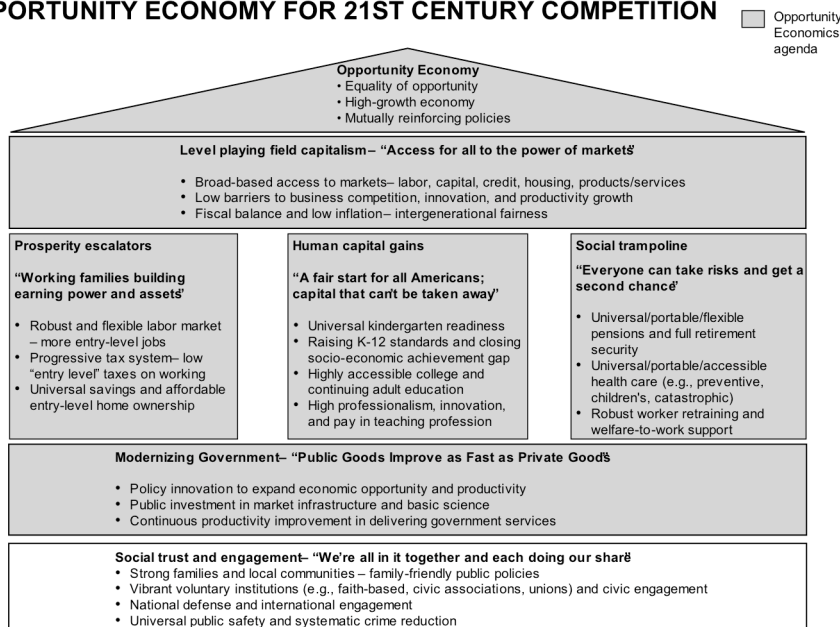 PORTUNITY ECONOMY FOR 21ST CENTURY COMPETITION
Opportunity
Economics
agenda
Opportunity Economy
• Equality of opportunity
• High-growth economy
• Mutually reinforcing policies
Level playing field capitalism– “Access for all to the power of markets”
• Broad-based access to markets– labor, capital, credit, housing, products/services
• Low barriers to business competition, innovation, and productivity growth
• Fiscal balance and low inflation– intergenerational fairness
Prosperity escalators
“Working families building
earning power and assets”
• Robust and flexible labor market
– more entry-level jobs
• Progressive tax system– low
“entry level” taxes on working
• Universal savings and affordable
entry-level home ownership
Human capital gains
“A fair start for all Americans;
capital that can't be taken away”
• Universal kindergarten readiness
• Raising K-12 standards and closing
socio-economic achievement gap
• Highly accessible college and
continuing adult education
• High professionalism, innovation,
and pay in teaching profession
Social trampoline
“Everyone can take risks and get a
second chance”
• Universal/portable/flexible
pensions and full retirement
security
• Universal/portable/accessible
health care (e.g., preventive,
children's, catastrophic)
• Robust worker retraining and
welfare-to-work support
Modernizing Government– “Public Goods Improve as Fast as Private Goods”
• Policy innovation to expand economic opportunity and productivity
• Public investment in market infrastructure and basic science
• Continuous productivity improvement in delivering government services
Social trust and engagement– “We’re all in it together and each doing our share”
• Strong families and local communities – family-friendly public policies
• Vibrant voluntary institutions (e.g., faith-based, civic associations, unions) and civic engagement
• National defense and international engagement
• Universal public safety and systematic crime reduction